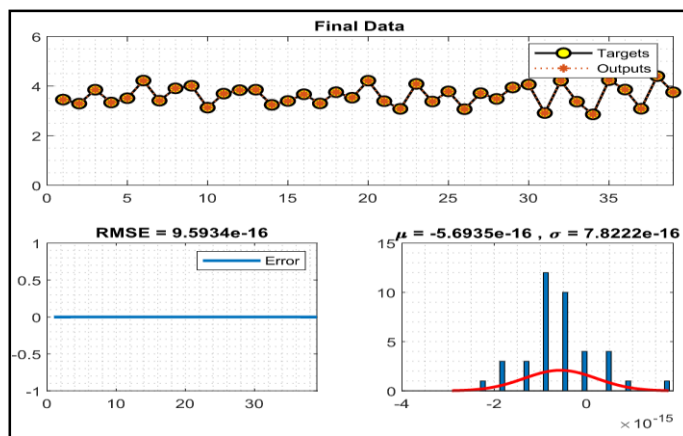 Final Data
6
4
2
0
Targets
Outputs
0 5 10 15 20 25 30 35
RMSE = 9.5934e-16
1
0.5
0
-0.5
-1
Error
0 10 20 30
μ = -5.6935e-16 , σ = 7.8222e-16
15
10
5
0
-4 -2 0
× 10^-15